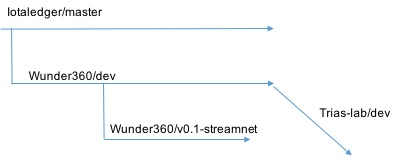 Iotaledger/master
Wunder360/dev
Trias-lab/dev
Wunder360/v0.1-streamnet